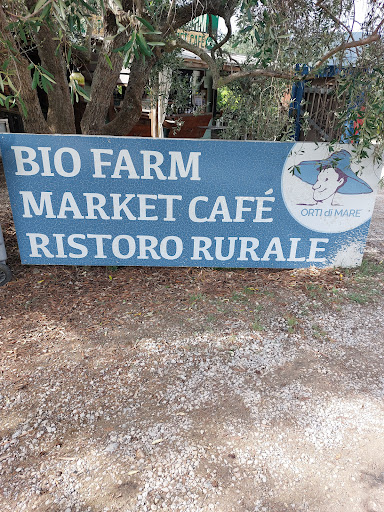 BIO FARM
MARKET CAFÉ
RISTORO RURALE
ORTI di MARE